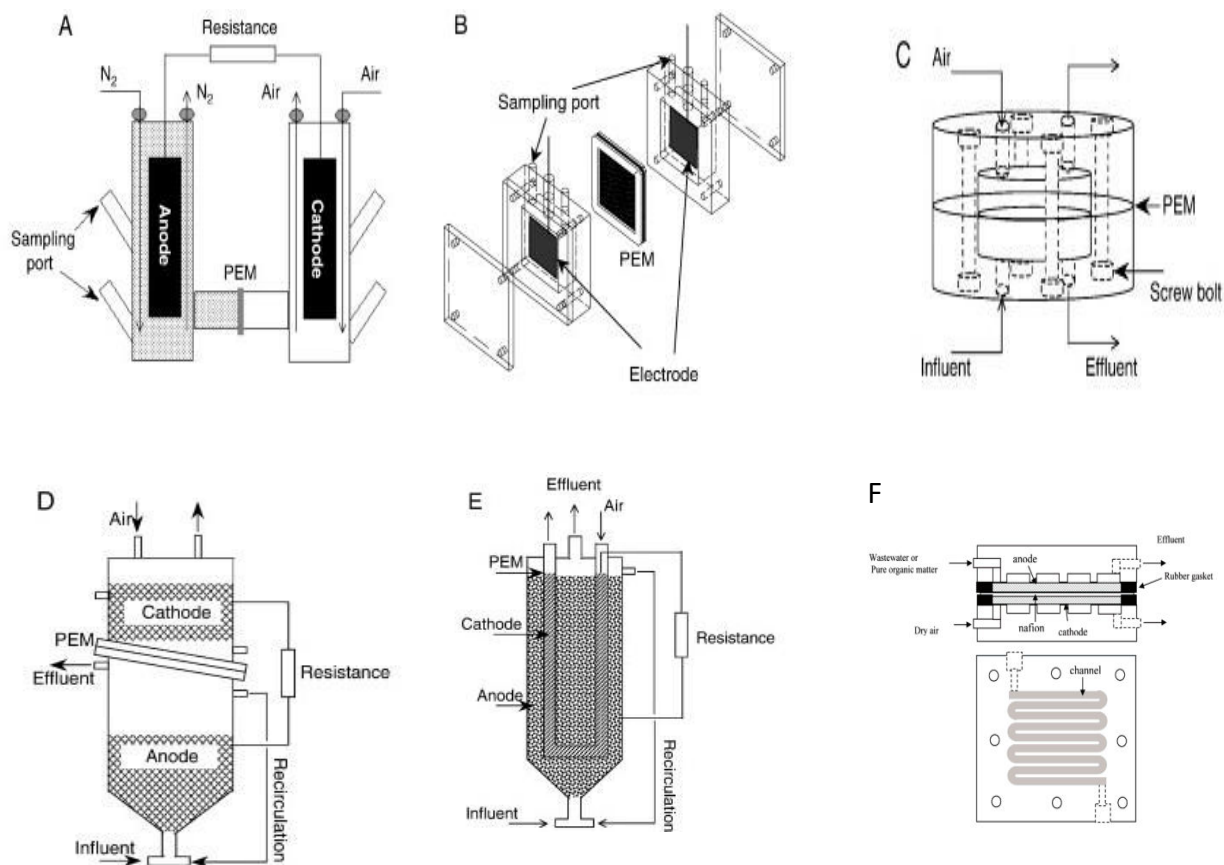 A
Resistance
N2
N2
Air
Air
Anode
Cathode
Sampling
port
PEM
B
Sampling port
PEM
Electrode
C
Air
PEM
Screw bolt
Influent
Effluent
D
Air
Cathode
PEM
Effluent
Resistance
Anode
Recirculation
Influent
E
Effluent
Air
PEM
Cathode
Resistance
Anode
Recirculation
Influent
F
Effluent
Wastewater or
Pure organic matter
anode
Rubber gasket
Dry air
nafion
cathode
channel